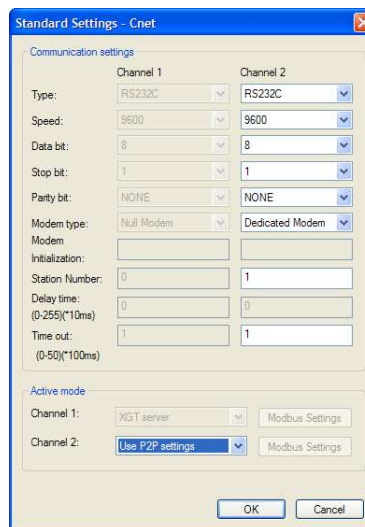 Standard Settings - Cnet
Communication settings
Channel 1 Channel 2
Type: RS232C RS232C
Speed: 9600 9600
Data bit: 8 8
Stop bit: 1 1
Parity bit: NONE NONE
Modem type: Null Modem Dedicated Modem
Modem
Initialization:
Station Number: 0 1
Delay time: 0 0
(0-255)(*10ms)
Time out: 1 1
(0-50)(*100ms)
Active mode
Channel 1: XGT server Modbus Settings
Channel 2: Use P2P settings Modbus Settings
OK Cancel